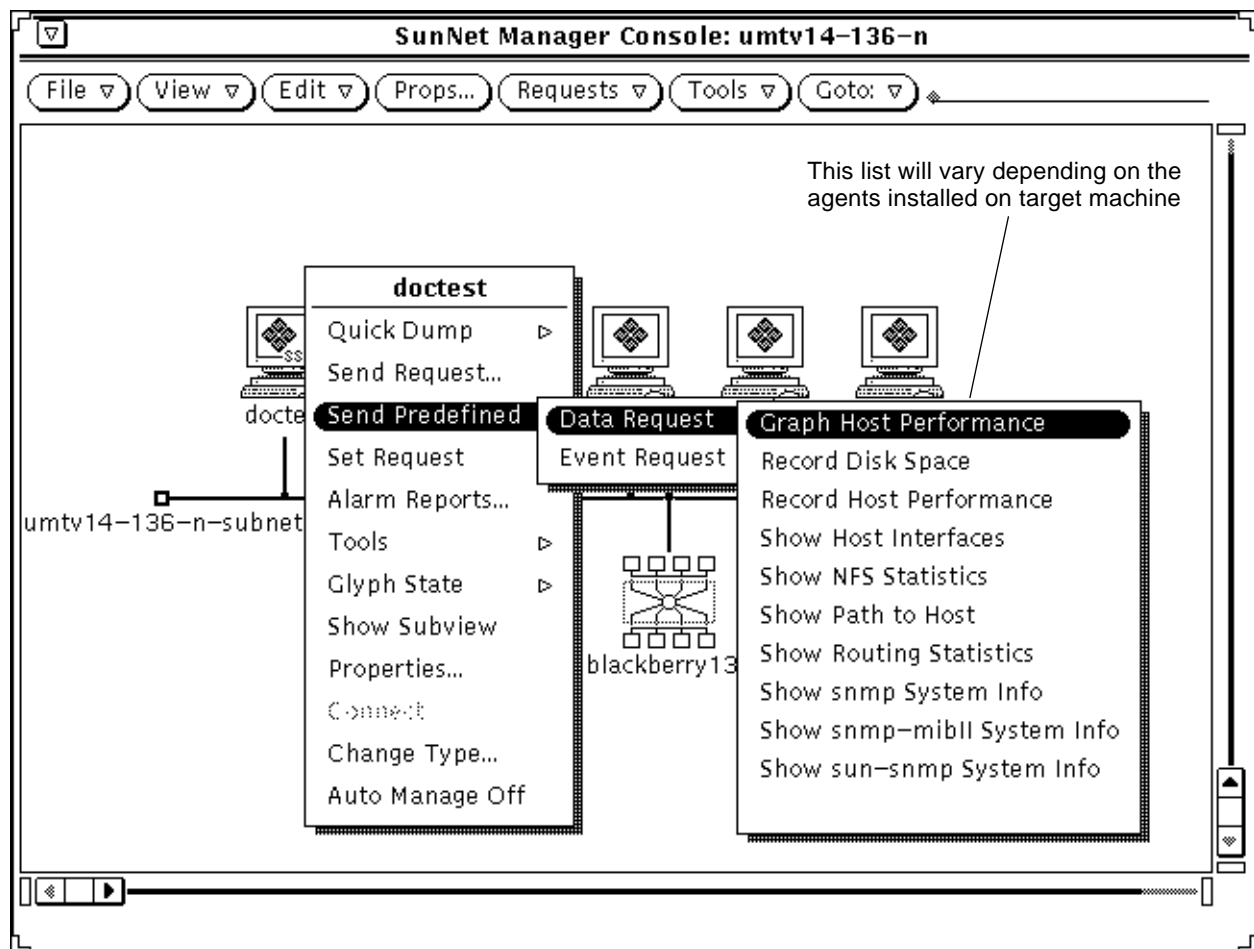 SunNet Manager Console: umtv14-136-n
File View Edit Props... Requests Tools Goto:
This list will vary depending on the
agents installed on target machine
doctest
Quick Dump
Send Request...
Send Predefined
Set Request
Alarm Reports...
Tools
Glyph State
Show Subview
Properties...
Connect
Change Type...
Auto Manage Off
Data Request
Event Request
Graph Host Performance
Record Disk Space
Record Host Performance
Show Host Interfaces
Show NFS Statistics
Show Path to Host
Show Routing Statistics
Show snmp System Info
Show snmp-mibII System Info
Show sun-snmp System Info
SS
docte
umtv14-136-n-subnet
blackberry13